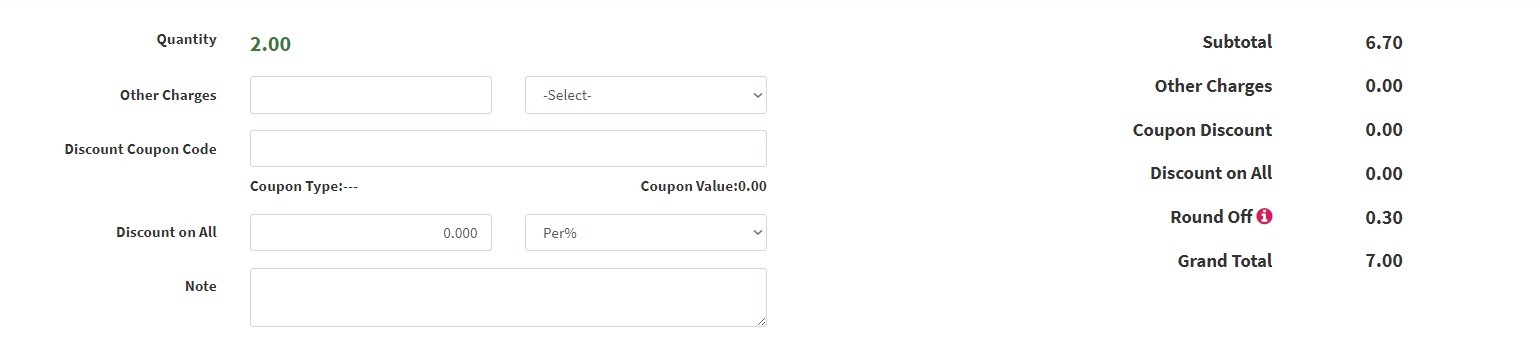 Quantity 2.00
Other Charges -Select-
Discount Coupon Code
Coupon Type:--- Coupon Value:0.00
Discount on All 0.000 Per%
Note
Subtotal 6.70
Other Charges 0.00
Coupon Discount 0.00
Discount on All 0.00
Round Off 0.30
Grand Total 7.00